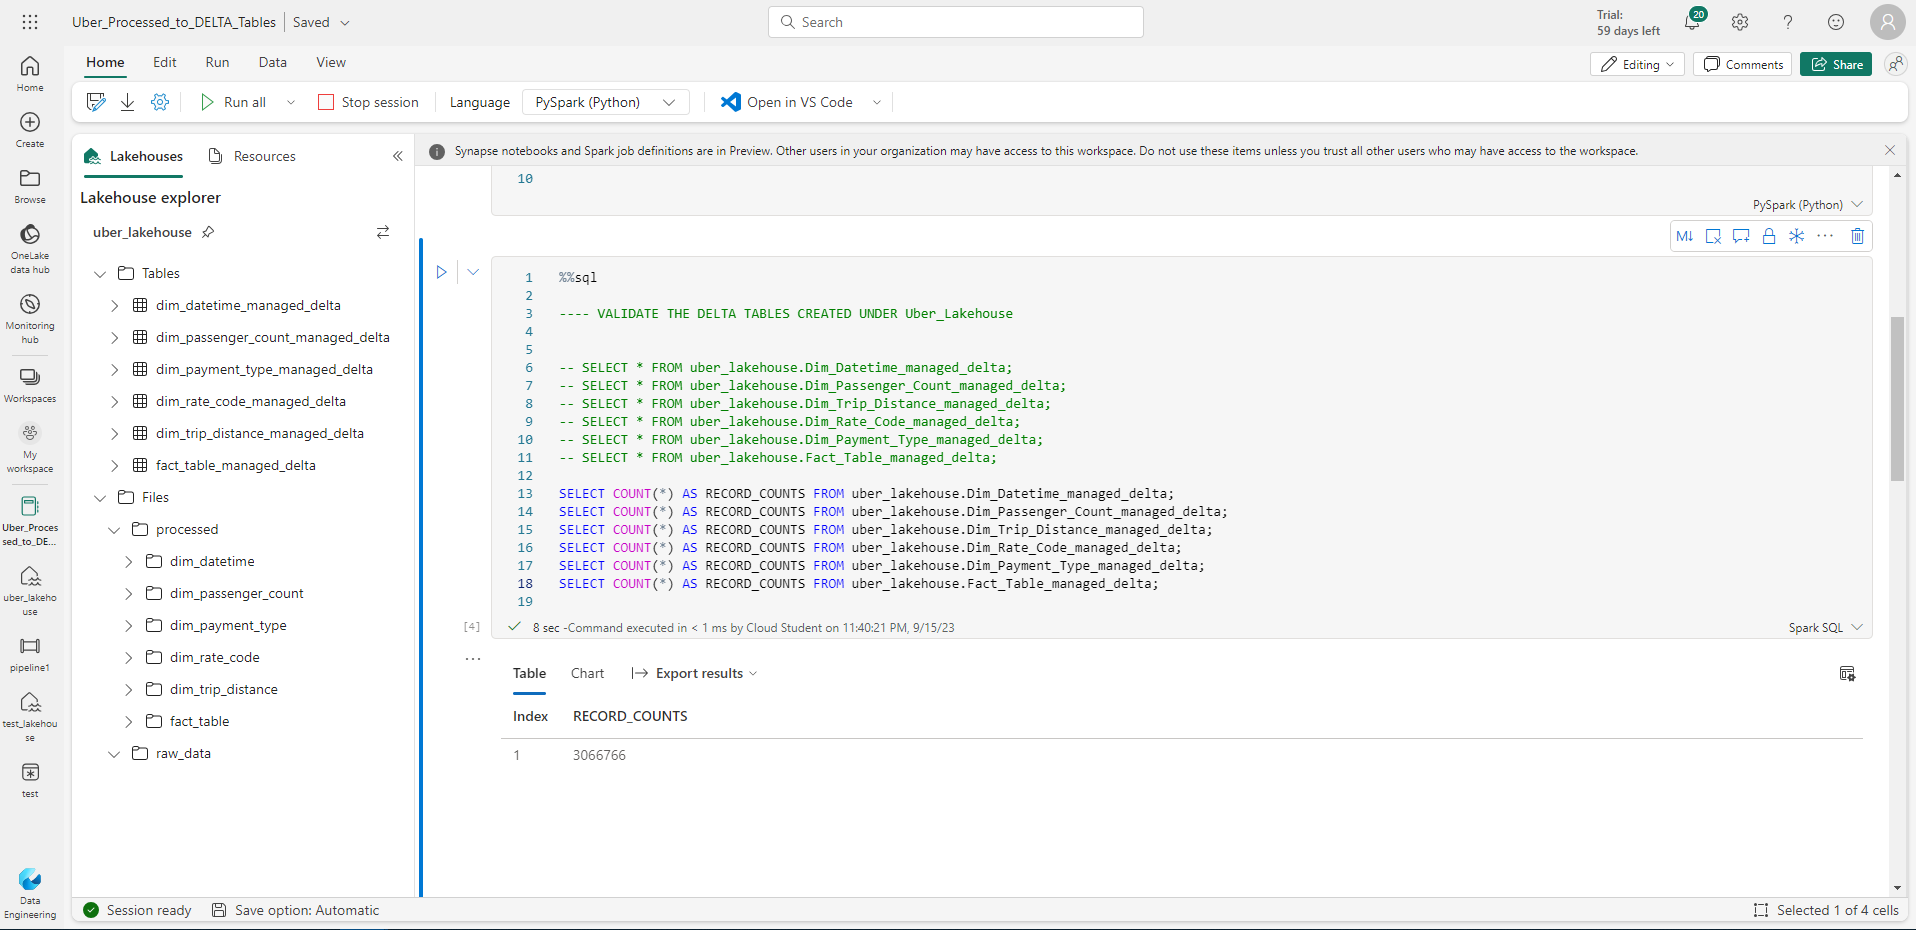 Uber_Processed_to_DELTA_Tables
Saved
Search
Trial:
59 days left
20
Home
Edit
Run
Data
View
Editing
Comments
Share
Run all
Stop session
Language
PySpark (Python)
Open in VS Code
Home
Create
Browse
OneLake
data hub
Monitoring
hub
Workspaces
My
workspace
Uber_Proces
sed_to_DE...
uber_lakeho
use
pipeline1
test_lakehou
se
test
Data
Engineering
Lakehouses
Resources
Lakehouse explorer
uber_lakehouse
Tables
dim_datetime_managed_delta
dim_passenger_count_managed_delta
dim_payment_type_managed_delta
dim_rate_code_managed_delta
dim_trip_distance_managed_delta
fact_table_managed_delta
Files
processed
dim_datetime
dim_passenger_count
dim_payment_type
dim_rate_code
dim_trip_distance
fact_table
raw_data
Synapse notebooks and Spark job definitions are in Preview. Other users in your organization may have access to this workspace. Do not use these items unless you trust all other users who may have access to the workspace.
10
PySpark (Python)
M↓
1 %%sql
2
3 ---- VALIDATE THE DELTA TABLES CREATED UNDER Uber_Lakehouse
4
5
6 -- SELECT * FROM uber_lakehouse.Dim_Datetime_managed_delta;
7 -- SELECT * FROM uber_lakehouse.Dim_Passenger_Count_managed_delta;
8 -- SELECT * FROM uber_lakehouse.Dim_Trip_Distance_managed_delta;
9 -- SELECT * FROM uber_lakehouse.Dim_Rate_Code_managed_delta;
10 -- SELECT * FROM uber_lakehouse.Dim_Payment_Type_managed_delta;
11 -- SELECT * FROM uber_lakehouse.Fact_Table_managed_delta;
12
13 SELECT COUNT(*) AS RECORD_COUNTS FROM uber_lakehouse.Dim_Datetime_managed_delta;
14 SELECT COUNT(*) AS RECORD_COUNTS FROM uber_lakehouse.Dim_Passenger_Count_managed_delta;
15 SELECT COUNT(*) AS RECORD_COUNTS FROM uber_lakehouse.Dim_Trip_Distance_managed_delta;
16 SELECT COUNT(*) AS RECORD_COUNTS FROM uber_lakehouse.Dim_Rate_Code_managed_delta;
17 SELECT COUNT(*) AS RECORD_COUNTS FROM uber_lakehouse.Dim_Payment_Type_managed_delta;
18 SELECT COUNT(*) AS RECORD_COUNTS FROM uber_lakehouse.Fact_Table_managed_delta;
19
[4]
8 sec -Command executed in < 1 ms by Cloud Student on 11:40:21 PM, 9/15/23
Spark SQL
Table
Chart
Export results
Index RECORD_COUNTS
1 3066766
Session ready
Save option: Automatic
Selected 1 of 4 cells